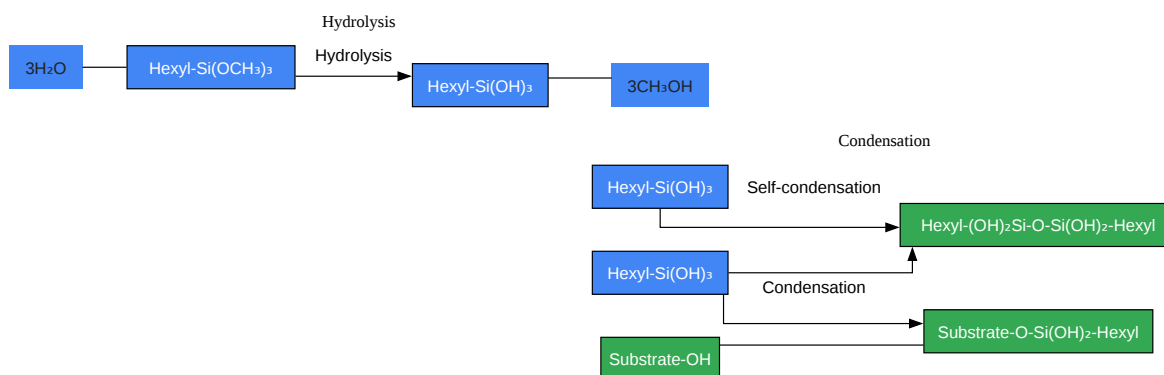 Hydrolysis
Hydrolysis
3H₂O
Hexyl-Si(OCH₃)₃
Hexyl-Si(OH)₃
3CH₃OH
Condensation
Hexyl-Si(OH)₃
Self-condensation
Hexyl-(OH)₂Si-O-Si(OH)₂-Hexyl
Hexyl-Si(OH)₃
Condensation
Substrate-O-Si(OH)₂-Hexyl
Substrate-OH